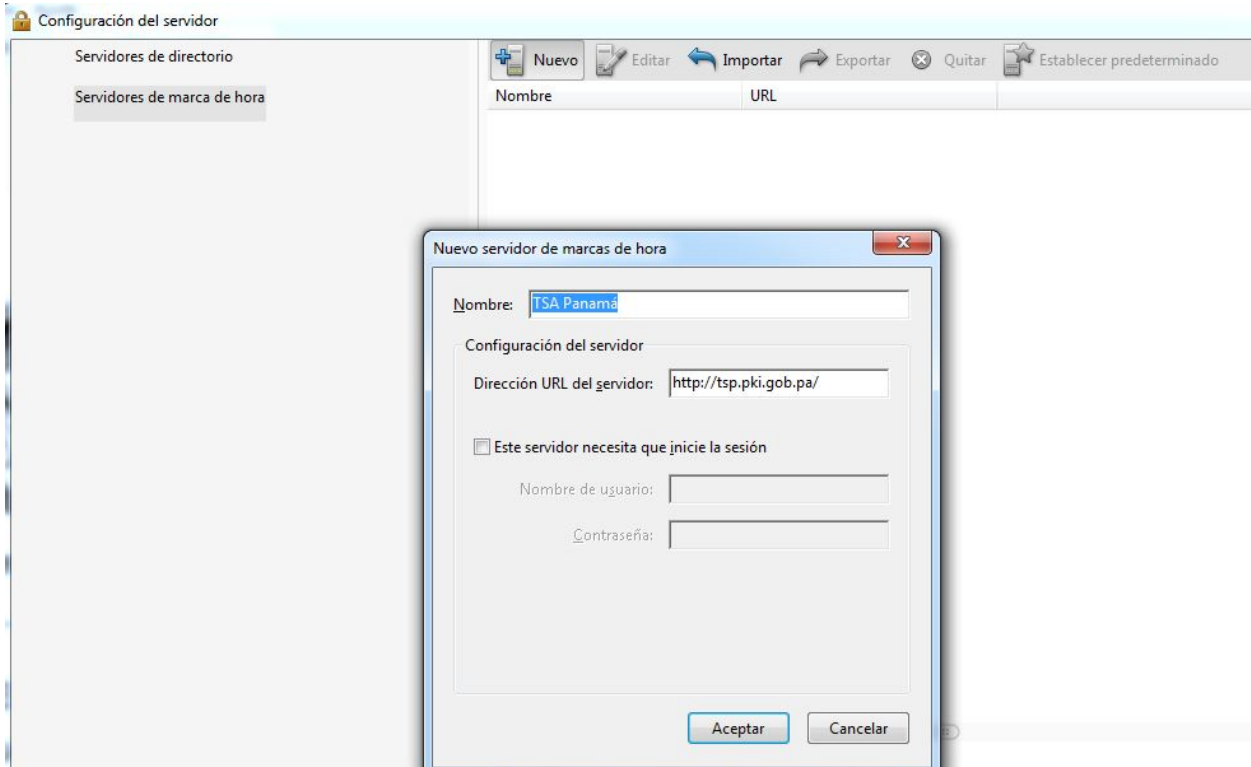 Configuración del servidor
Servidores de directorio
Nuevo Editar Importar Exportar Quitar Establecer predeterminado
Servidores de marca de hora
Nombre URL
Nuevo servidor de marcas de hora
Nombre: TSA Panamá
Configuración del servidor
Dirección URL del servidor: http://tsp.pki.gob.pa/
Este servidor necesita que inicie la sesión
Nombre de usuario:
Contraseña:
Aceptar Cancelar